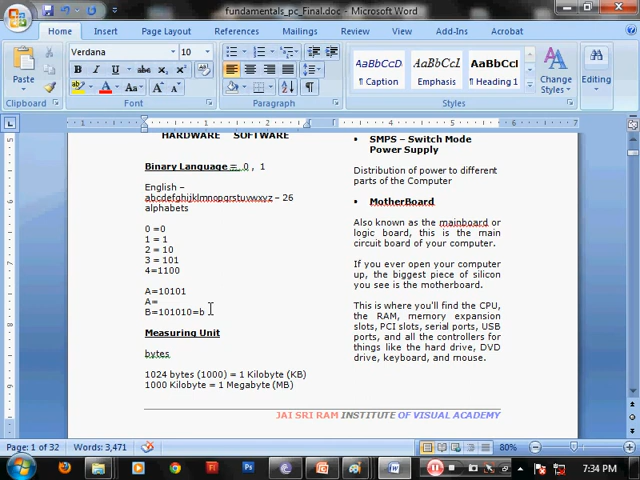 fundamentals_pc_Final.doc - Microsoft Word
Home Insert Page Layout References Mailings Review View Add-Ins Acrobat
Paste
Clipboard
Verdana 10
Font
Paragraph
AaBbCcDc AaBbCc AaBbCcI
¶ Caption Emphasis ¶ Heading 1
Change Styles
Styles
Editing
HARDWARE SOFTWARE
Binary Language = 0 , 1
English –
abcdefghijklmnopqrstuvwxyz – 26
alphabets
0 =0
1 = 1
2 = 10
3 = 101
4=1100
A=10101
A=
B=101010=b
Measuring Unit
bytes
1024 bytes (1000) = 1 Kilobyte (KB)
1000 Kilobyte = 1 Megabyte (MB)
• SMPS – Switch Mode
Power Supply
Distribution of power to different
parts of the Computer
• MotherBoard
Also known as the mainboard or
logic board, this is the main
circuit board of your computer.
If you ever open your computer
up, the biggest piece of silicon
you see is the motherboard.
This is where you'll find the CPU,
the RAM, memory expansion
slots, PCI slots, serial ports, USB
ports, and all the controllers for
things like the hard drive, DVD
drive, keyboard, and mouse.
JAI SRI RAM INSTITUTE OF VISUAL ACADEMY
Page: 1 of 32 Words: 3,471 80%
7:34 PM